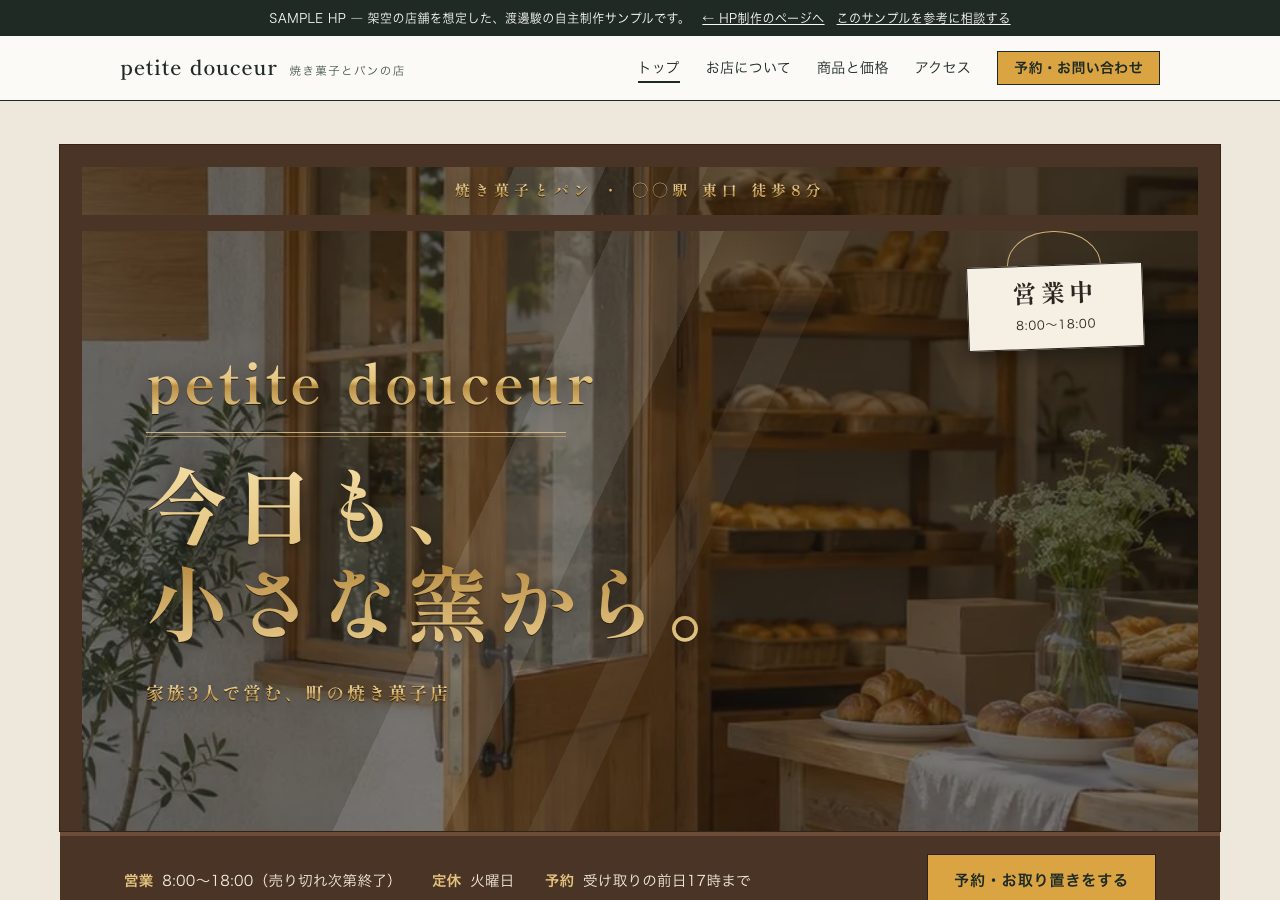 SAMPLE HP — 架空の店舗を想定した、渡邊駿の自主制作サンプルです。 ← HP制作のページへ このサンプルを参考に相談する
petite douceur 焼き菓子とパンの店 トップ お店について 商品と価格 アクセス 予約・お問い合わせ
焼き菓子とパン ・ 〇〇駅 東口 徒歩8分
営業中
8:00〜18:00
petite douceur
今日も、
小さな窯から。
家族3人で営む、町の焼き菓子店
営業 8:00〜18:00（売り切れ次第終了） 定休 火曜日 予約 受け取りの前日17時まで 予約・お取り置きをする